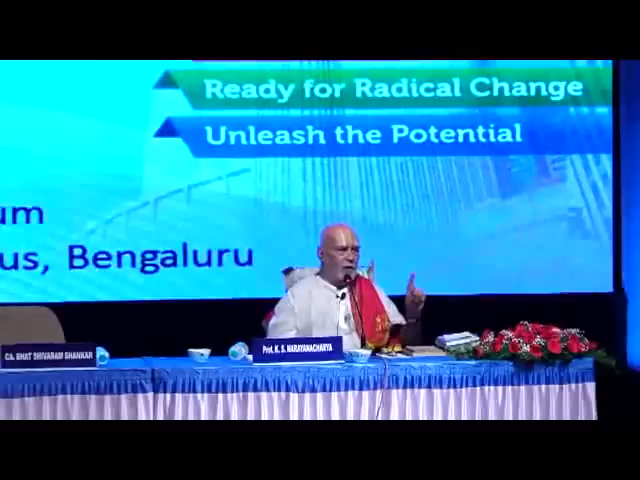 Ready for Radical Change
Unleash the Potential
um
us, Bengaluru
CA. BHAT SHIVARAM SHANKAR
Prof. K. S. NARAYANACHARYA